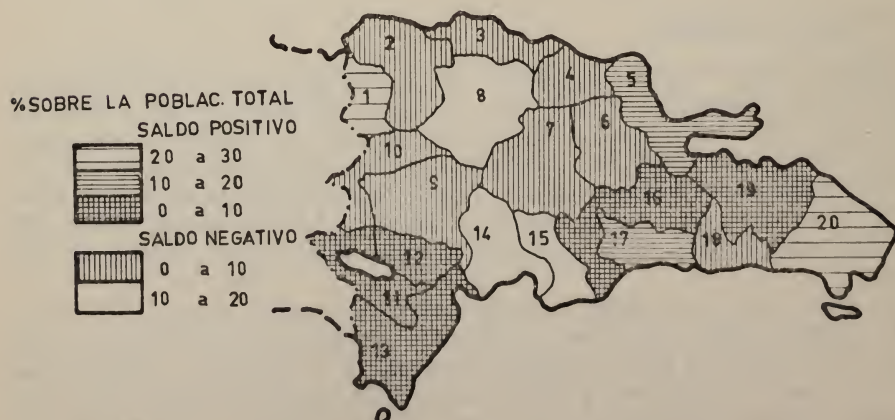 %SOBRE LA POBLAC. TOTAL
SALDO POSITIVO
20 a 30
10 a 20
0 a 10
SALDO NEGATIVO
0 a 10
10 a 20
1
2
3
4
5
6
7
8
9
10
11
12
13
14
15
16
17
18
19
20